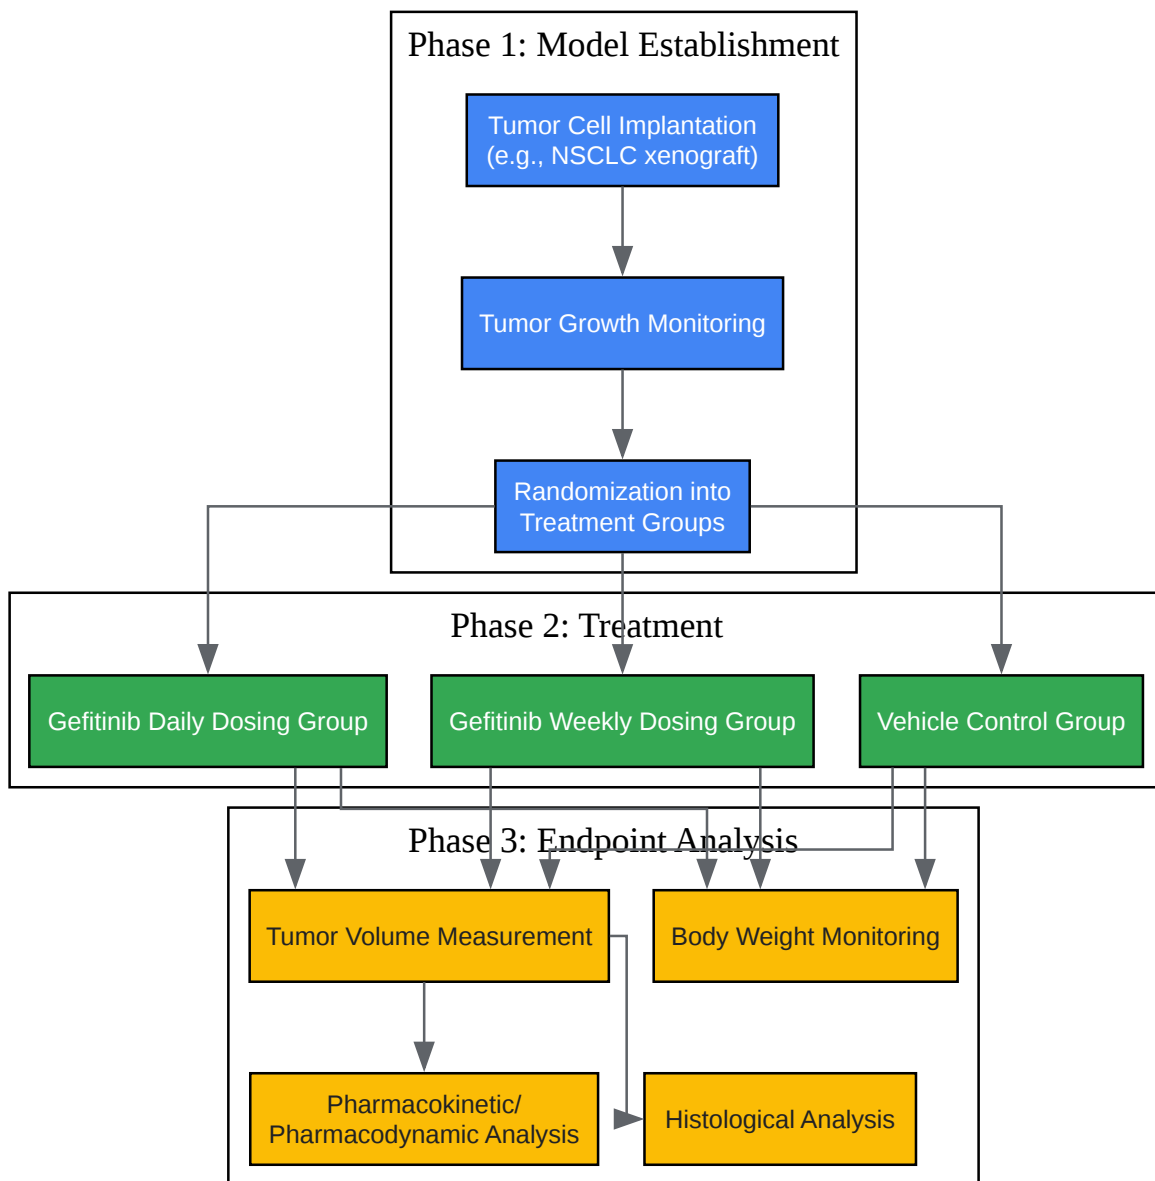 Phase 1: Model Establishment
Tumor Cell Implantation
(e.g., NSCLC xenograft)
Tumor Growth Monitoring
Randomization into
Treatment Groups
Phase 2: Treatment
Gefitinib Daily Dosing Group
Gefitinib Weekly Dosing Group
Vehicle Control Group
Phase 3: Endpoint Analysis
Tumor Volume Measurement
Body Weight Monitoring
Pharmacokinetic/
Pharmacodynamic Analysis
Histological Analysis